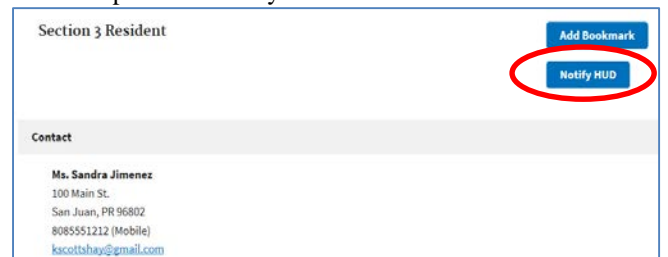 Section 3 Resident
Add Bookmark
Notify HUD
Contact
Ms. Sandra Jimenez
100 Main St.
San Juan, PR 96802
8085551212 (Mobile)
kscottshay@gmail.com